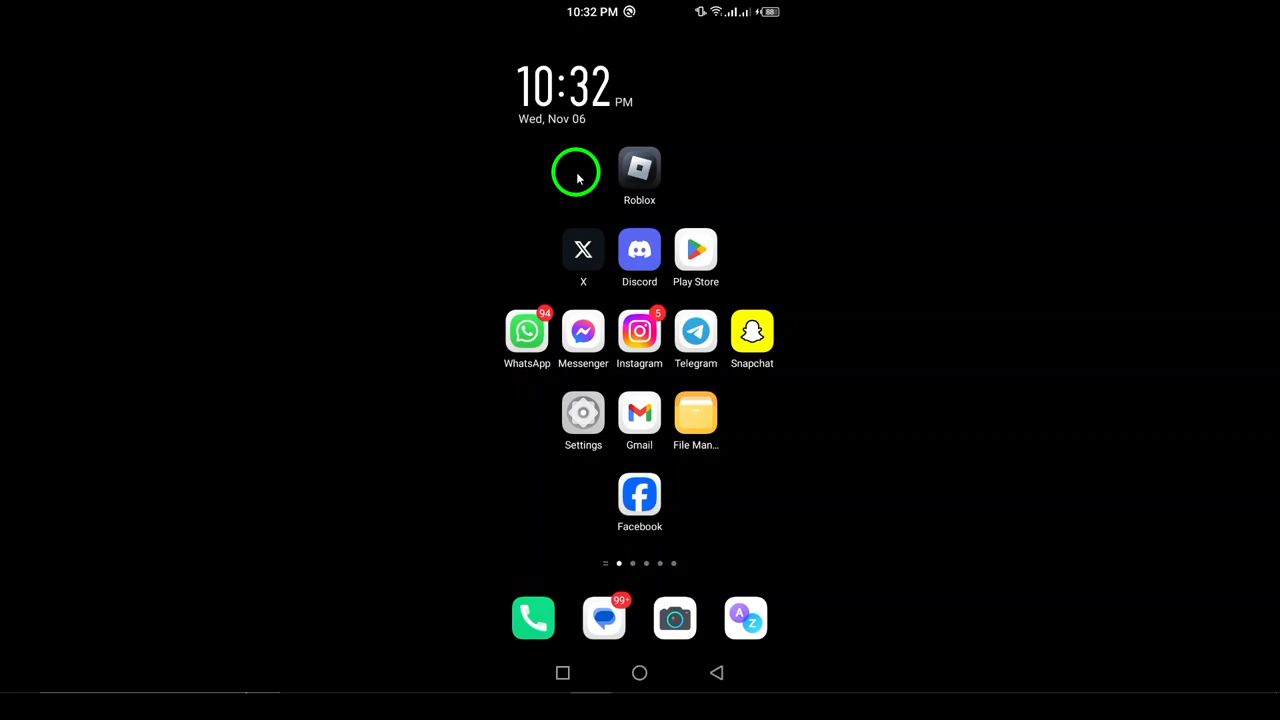 10:32 PM
88
10:32 PM
Wed, Nov 06
Roblox
X
Discord
Play Store
94
5
WhatsApp
Messenger
Instagram
Telegram
Snapchat
Settings
Gmail
File Man...
Facebook
99+
A
Z